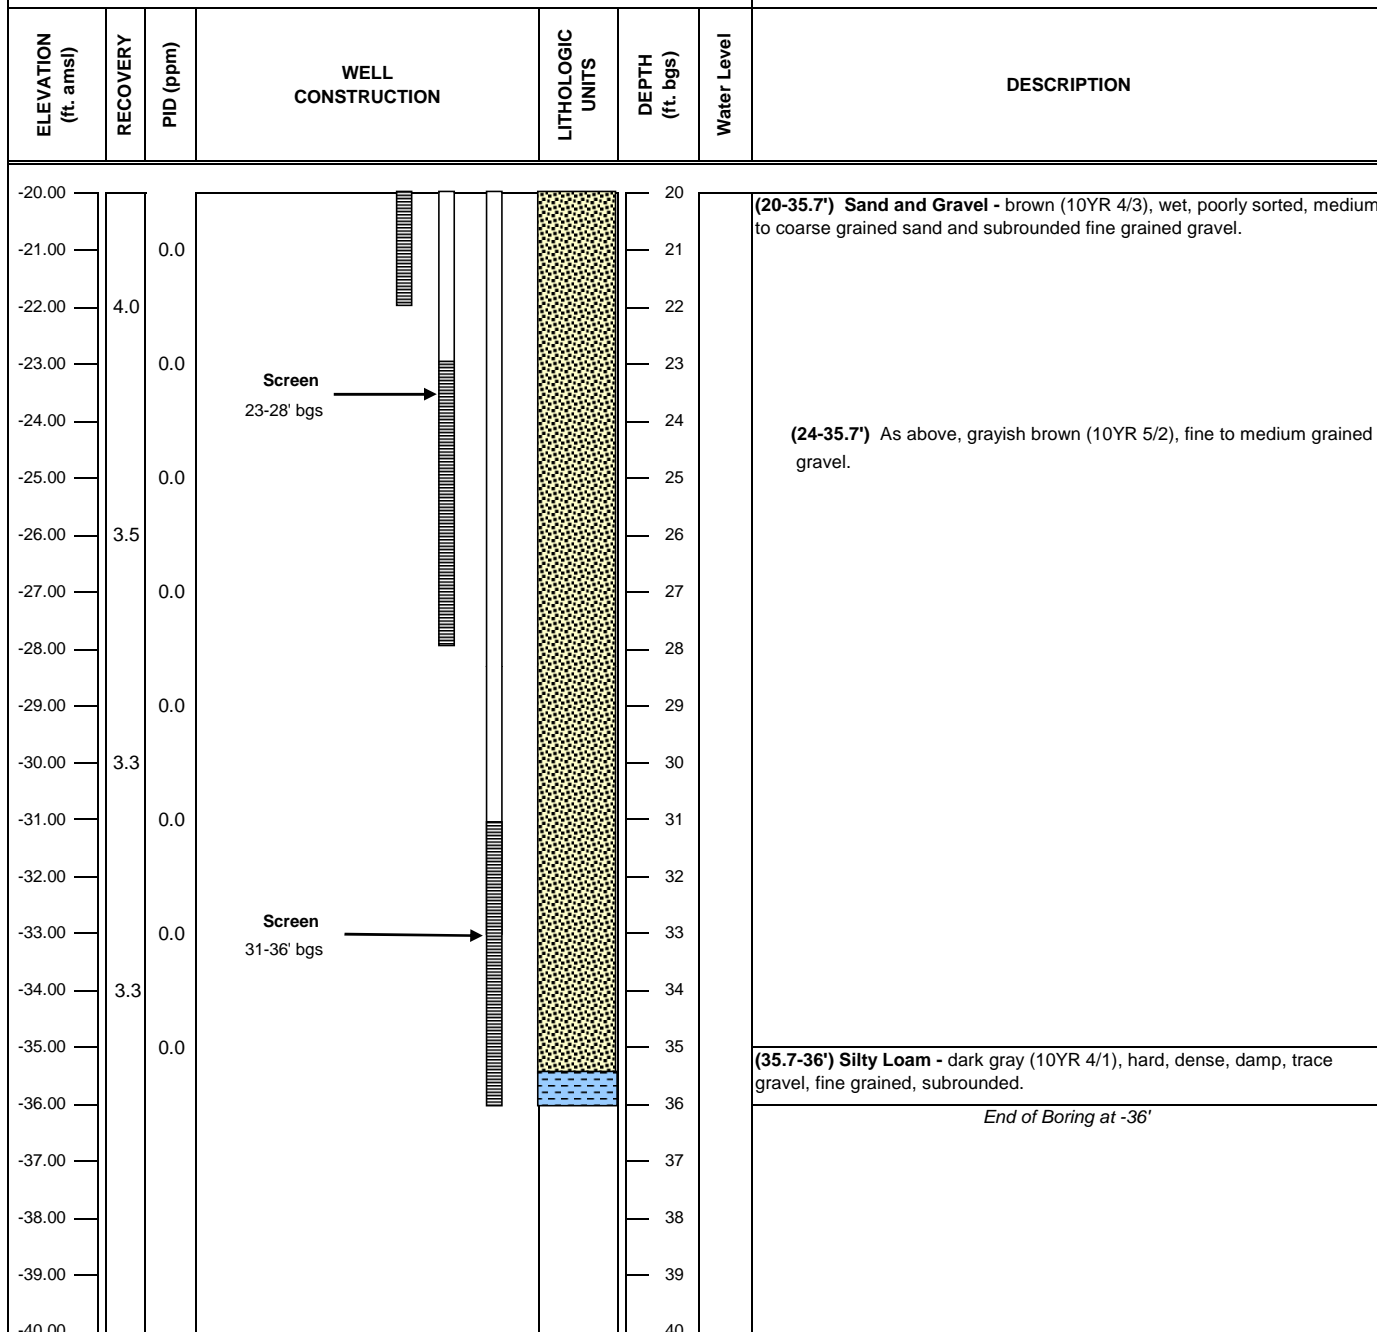 ELEVATION
(ft. amsl)
RECOVERY
PID (ppm)
WELL
CONSTRUCTION
LITHOLOGIC
UNITS
DEPTH
(ft. bgs)
Water Level
DESCRIPTION
-20.00 20
(20-35.7') Sand and Gravel - brown (10YR 4/3), wet, poorly sorted, medium
to coarse grained sand and subrounded fine grained gravel.
-21.00 0.0 21
-22.00 4.0 22
-23.00 0.0 23
Screen
23-28' bgs
-24.00 24
(24-35.7') As above, grayish brown (10YR 5/2), fine to medium grained
gravel.
-25.00 0.0 25
-26.00 3.5 26
-27.00 0.0 27
-28.00 28
-29.00 0.0 29
-30.00 3.3 30
-31.00 0.0 31
-32.00 32
Screen
31-36' bgs
-33.00 0.0 33
-34.00 3.3 34
-35.00 0.0 35
(35.7-36') Silty Loam - dark gray (10YR 4/1), hard, dense, damp, trace
gravel, fine grained, subrounded.
-36.00 36
End of Boring at -36'
-37.00 37
-38.00 38
-39.00 39
-40.00 40